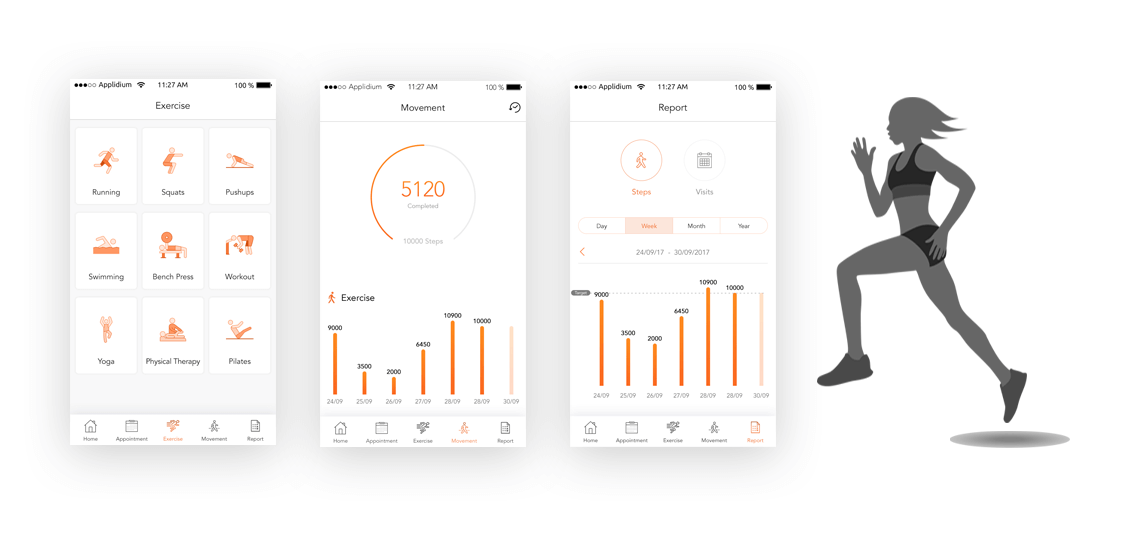 Applidium 11:27 AM 100 %
Exercise
Running Squats Pushups
Swimming Bench Press Workout
Yoga Physical Therapy Pilates
Home Appointment Exercise Movement Report
Applidium 11:27 AM 100 %
Movement
5120
Completed
10000 Steps
Exercise
9000 3500 2000 6450 10900 10000
24/09 25/09 26/09 27/09 28/09 28/09 30/09
Home Appointment Exercise Movement Report
Applidium 11:27 AM 100 %
Report
Steps Visits
Day Week Month Year
24/09/17 - 30/09/2017
Target
9000 3500 2000 6450 10900 10000
24/09 25/09 26/09 27/09 28/09 28/09 30/09
Home Appointment Exercise Movement Report